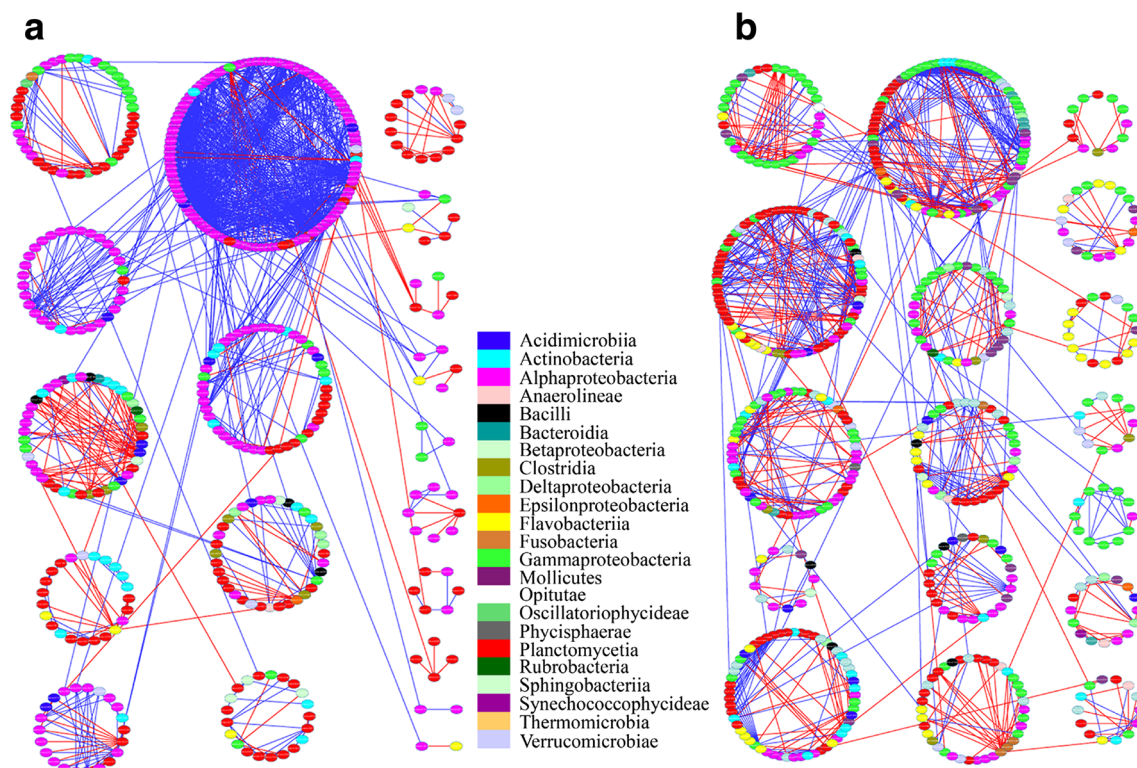 a
b
Acidimicrobiia
Actinobacteria
Alphaproteobacteria
Anaerolineae
Bacilli
Bacteroidia
Betaproteobacteria
Clostridia
Deltaproteobacteria
Epsilonproteobacteria
Flavobacteriia
Fusobacteria
Gammaproteobacteria
Mollicutes
Opitutae
Oscillatoriophycideae
Phycisphaerae
Planctomycetia
Rubrobacteria
Sphingobacteriia
Synechococcophycideae
Thermomicrobia
Verrucomicrobiae